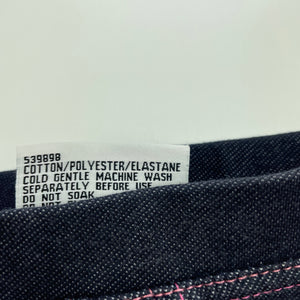 539898
COTTON/POLYESTER/ELASTANE
COLD GENTLE MACHINE WASH
SEPARATELY BEFORE USE
DO NOT SOAK